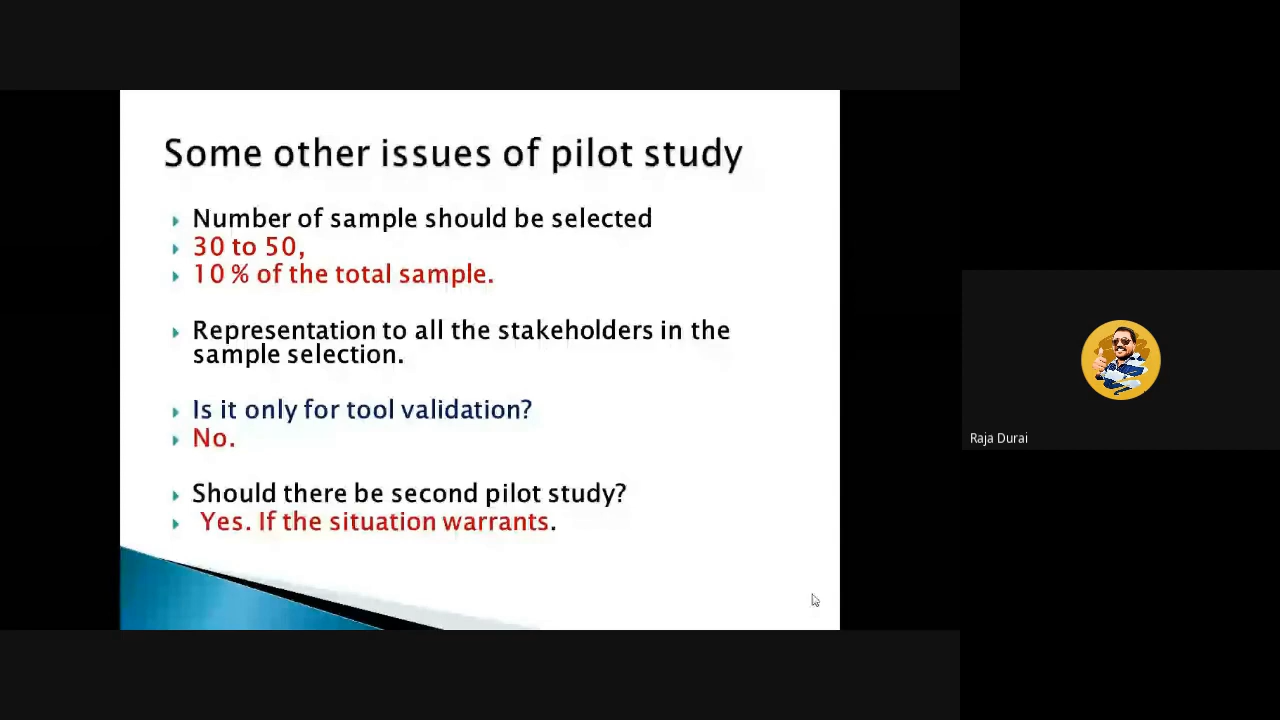 Some other issues of pilot study
Number of sample should be selected
30 to 50,
10 % of the total sample.
Representation to all the stakeholders in the
sample selection.
Is it only for tool validation?
No.
Should there be second pilot study?
Yes. If the situation warrants.
Raja Durai